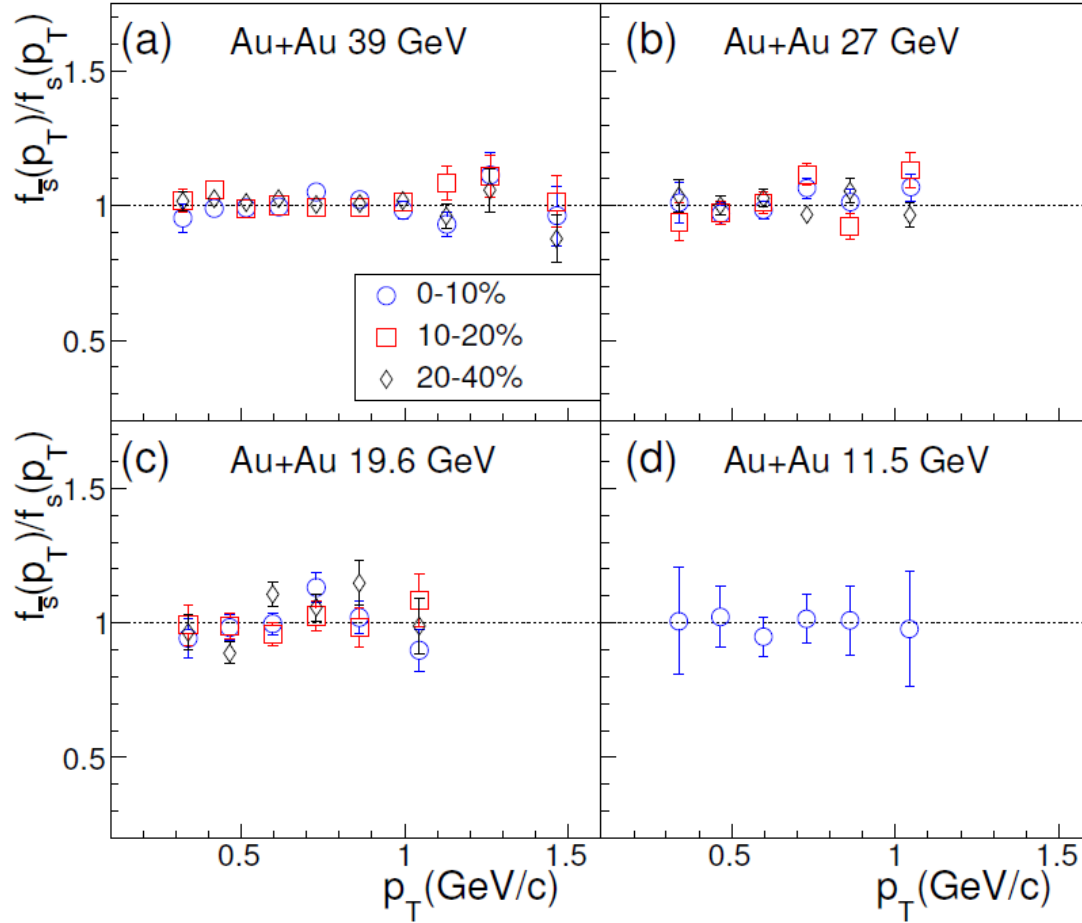 (a) Au+Au 39 GeV
(b) Au+Au 27 GeV
f_s̅(p_T)/f_s(p_T)
1.5
1
0.5
0-10%
10-20%
20-40%
(c) Au+Au 19.6 GeV
(d) Au+Au 11.5 GeV
f_s̅(p_T)/f_s(p_T)
1.5
1
0.5
0.5 1 1.5
0.5 1 1.5
p_T(GeV/c)
p_T(GeV/c)